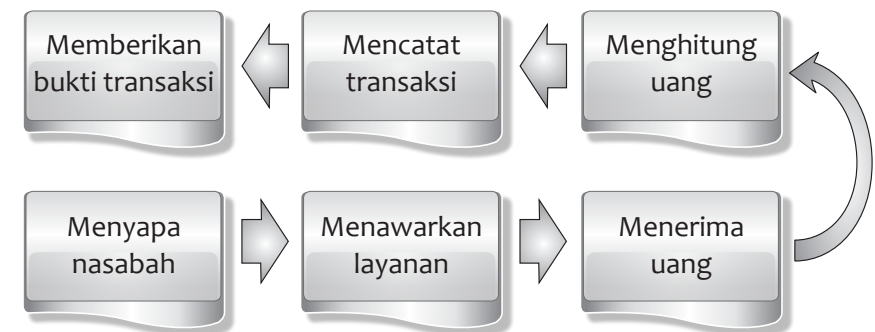 Memberikan
bukti transaksi
Mencatat
transaksi
Menghitung
uang
Menyapa
nasabah
Menawarkan
layanan
Menerima
uang